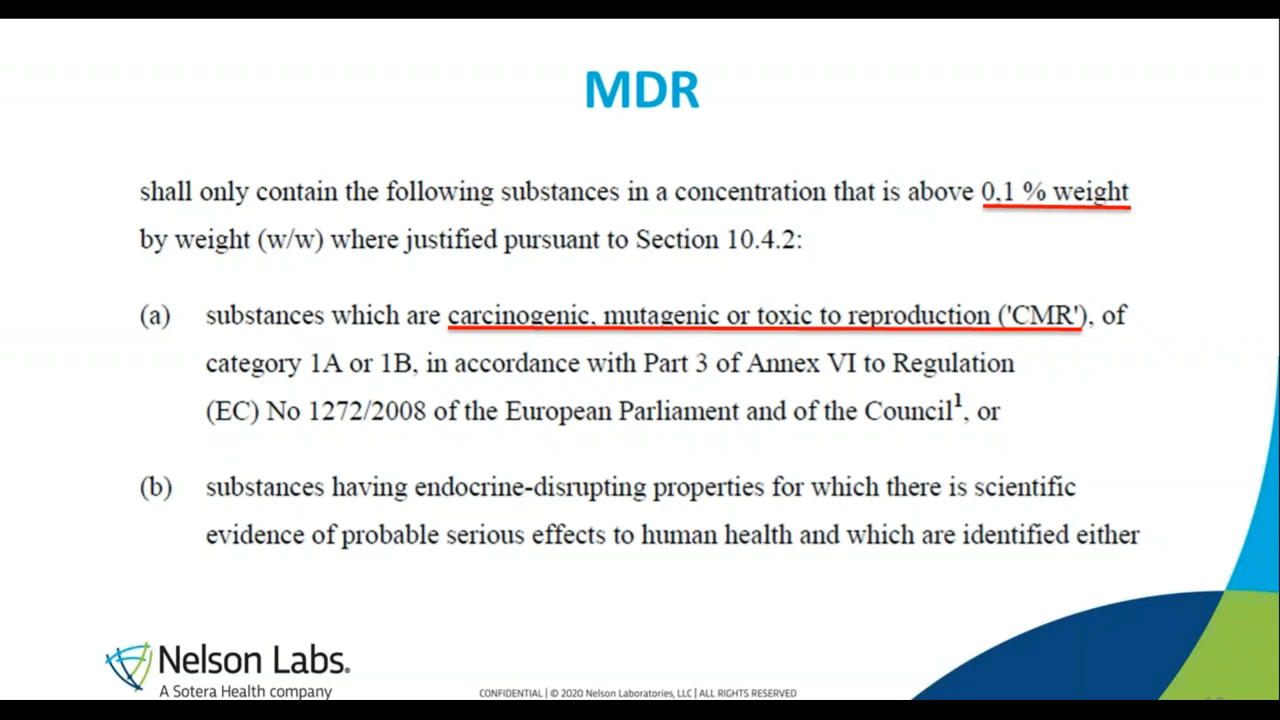 MDR
shall only contain the following substances in a concentration that is above 0,1 % weight
by weight (w/w) where justified pursuant to Section 10.4.2:
(a) substances which are carcinogenic, mutagenic or toxic to reproduction ('CMR'), of
category 1A or 1B, in accordance with Part 3 of Annex VI to Regulation
(EC) No 1272/2008 of the European Parliament and of the Council¹, or
(b) substances having endocrine-disrupting properties for which there is scientific
evidence of probable serious effects to human health and which are identified either
Nelson Labs.
A Sotera Health company
CONFIDENTIAL | © 2020 Nelson Laboratories, LLC | ALL RIGHTS RESERVED